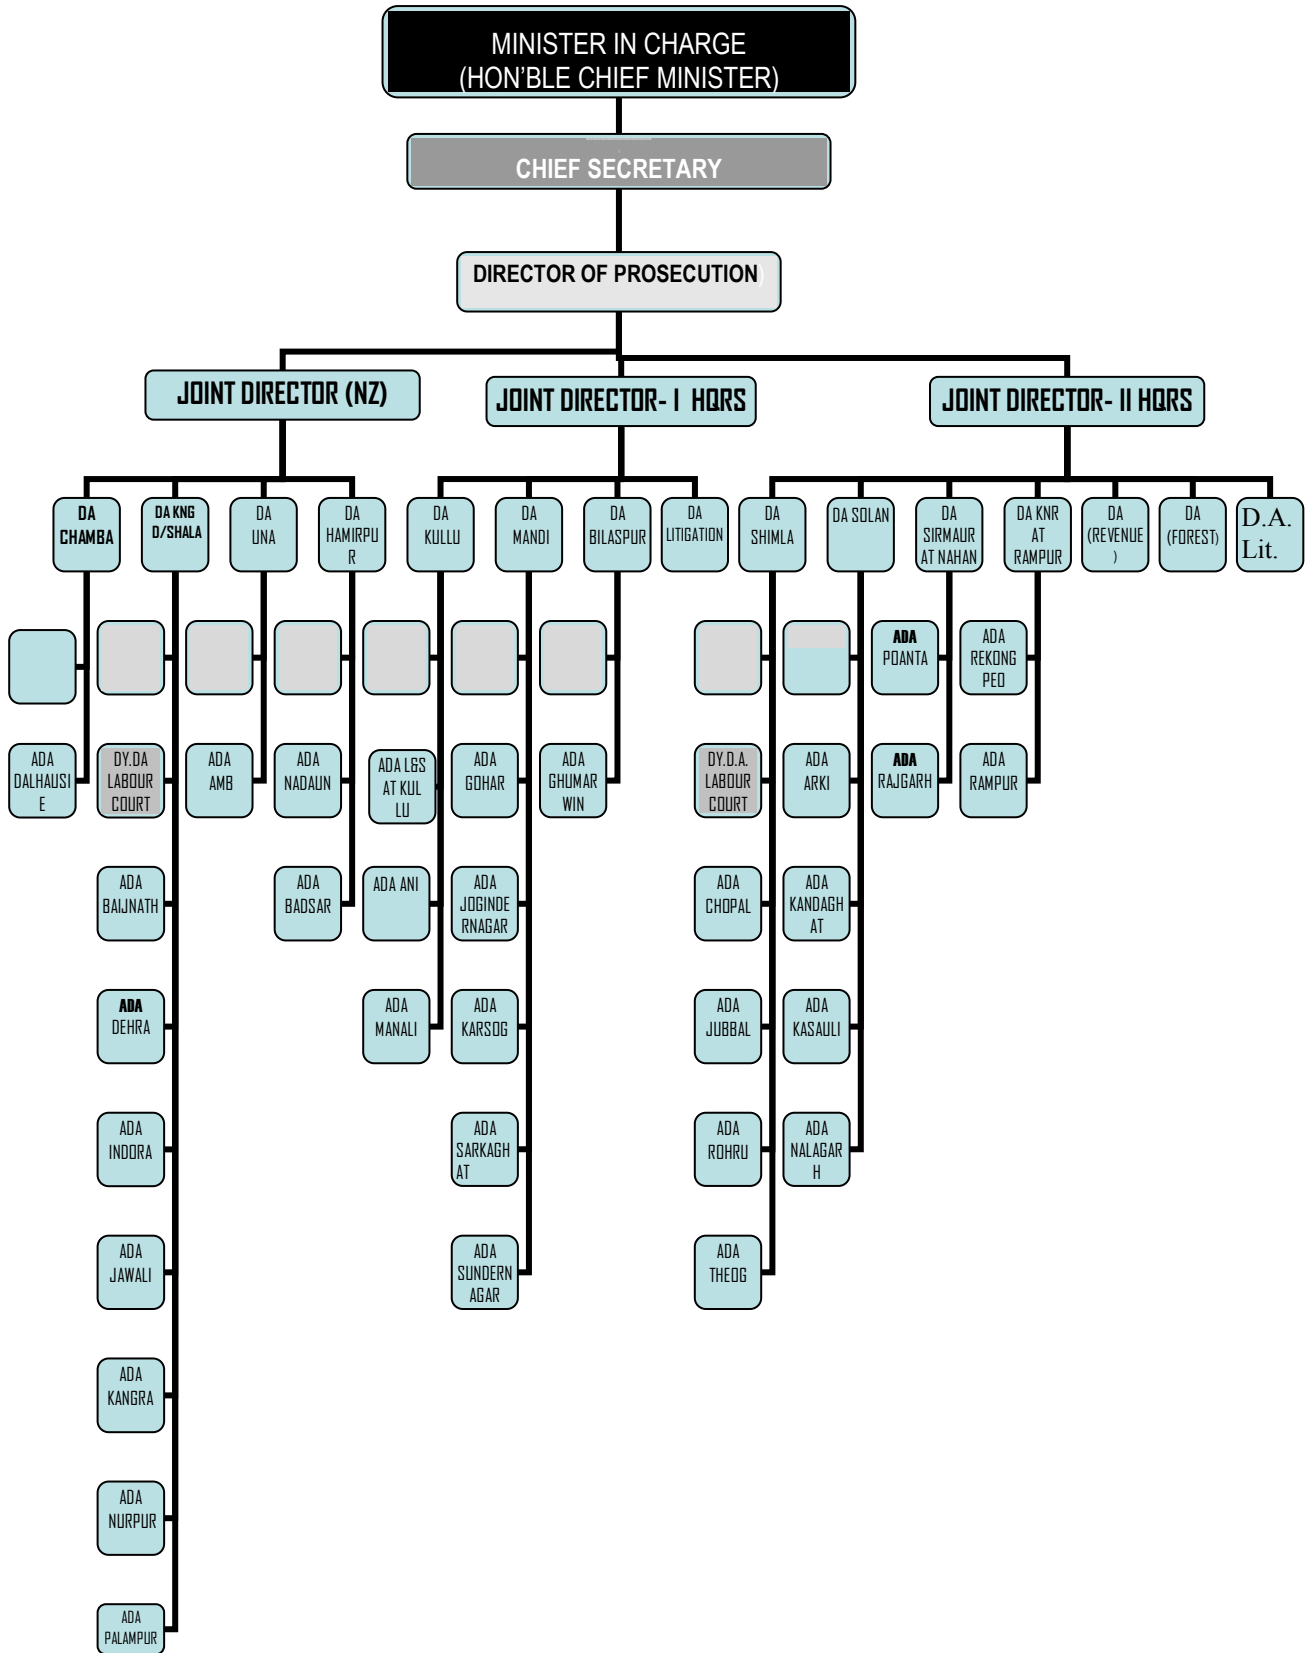 MINISTER IN CHARGE
(HON'BLE CHIEF MINISTER)
CHIEF SECRETARY
DIRECTOR OF PROSECUTION)
JOINT DIRECTOR (NZ)
JOINT DIRECTOR- I HQRS
JOINT DIRECTOR- II HQRS
DA
CHAMBA
DA KNG
D/SHALA
DA
UNA
DA
HAMIRPU
R
DA
KULLU
DA
MANDI
DA
BILASPUR
DA
LITIGATION
DA
SHIMLA
DA SOLAN
DA
SIRMAUR
AT NAHAN
DA KNR
AT
RAMPUR
DA
(REVENUE
)
DA
(FOREST)
D.A.
Lit.
ADA
POANTA
ADA
REKONG
PEO
ADA
DALHAUSI
E
DY.DA
LABOUR
COURT
ADA
AMB
ADA
NADAUN
ADA L&S
AT KUL
LU
ADA
GOHAR
ADA
GHUMAR
WIN
DY.D.A.
LABOUR
COURT
ADA
ARKI
ADA
RAJGARH
ADA
RAMPUR
ADA
BAIJNATH
ADA
BADSAR
ADA ANI
ADA
JOGINDE
RNAGAR
ADA
CHOPAL
ADA
KANDAGH
AT
ADA
DEHRA
ADA
MANALI
ADA
KARSOG
ADA
JUBBAL
ADA
KASAULI
ADA
INDORA
ADA
SARKAGH
AT
ADA
ROHRU
ADA
NALAGAR
H
ADA
JAWALI
ADA
SUNDERN
AGAR
ADA
THEOG
ADA
KANGRA
ADA
NURPUR
ADA
PALAMPUR